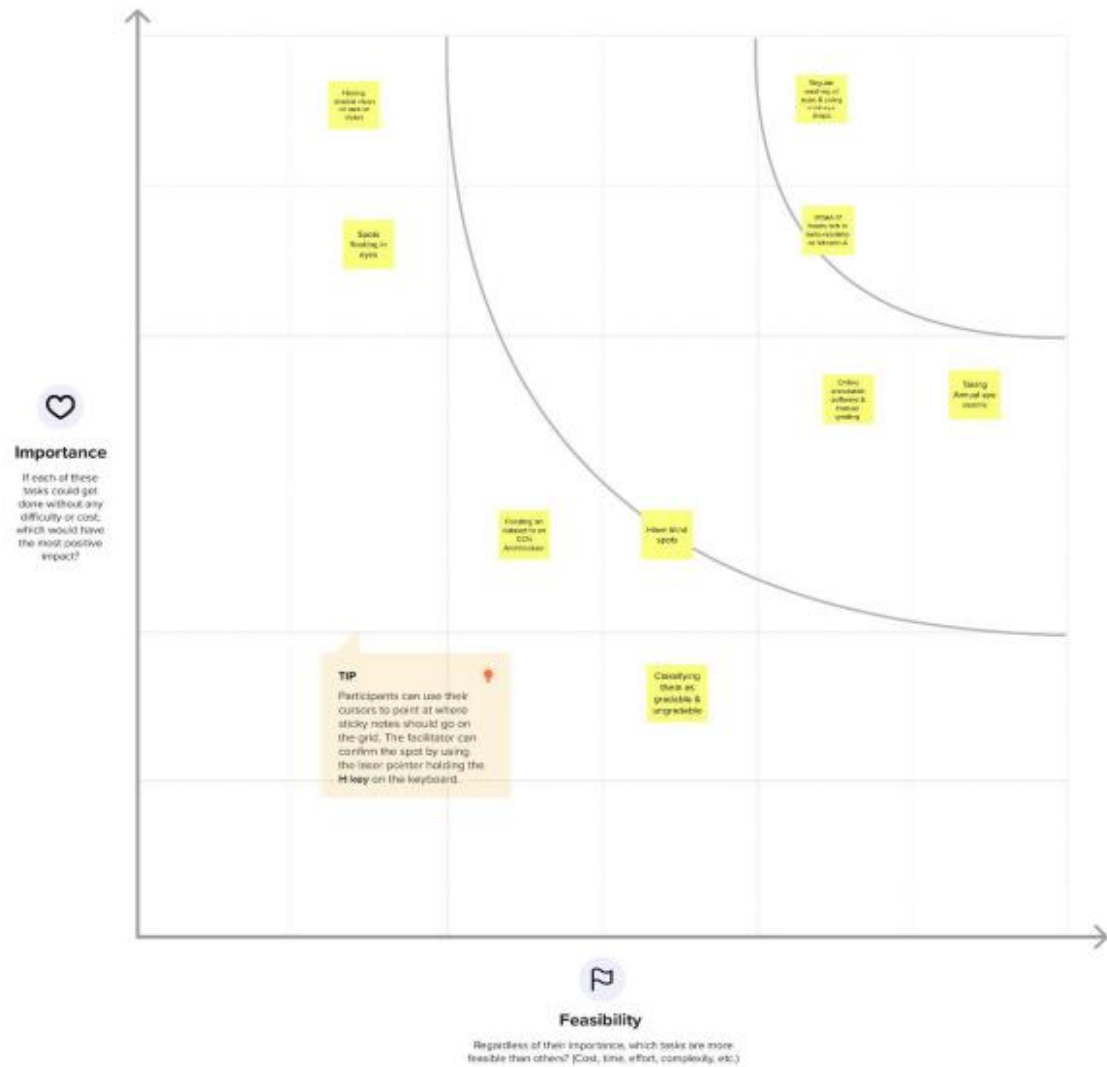 Spots
floating in
eyes
Taking
Annual eye
exams
Have blind
spots
Classifying
them as
gradable &
ungradable
Importance
If each of these
tasks could get
done without any
difficulty or cost,
which would have
the most positive
impact?
TIP
Participants can use their
cursors to point at where
sticky notes should go on
the grid. The facilitator can
confirm the spot by using
the laser pointer holding the
H key on the keyboard.
Feasibility
Regardless of their importance, which tasks are more
feasible than others? (Cost, time, effort, complexity, etc.)